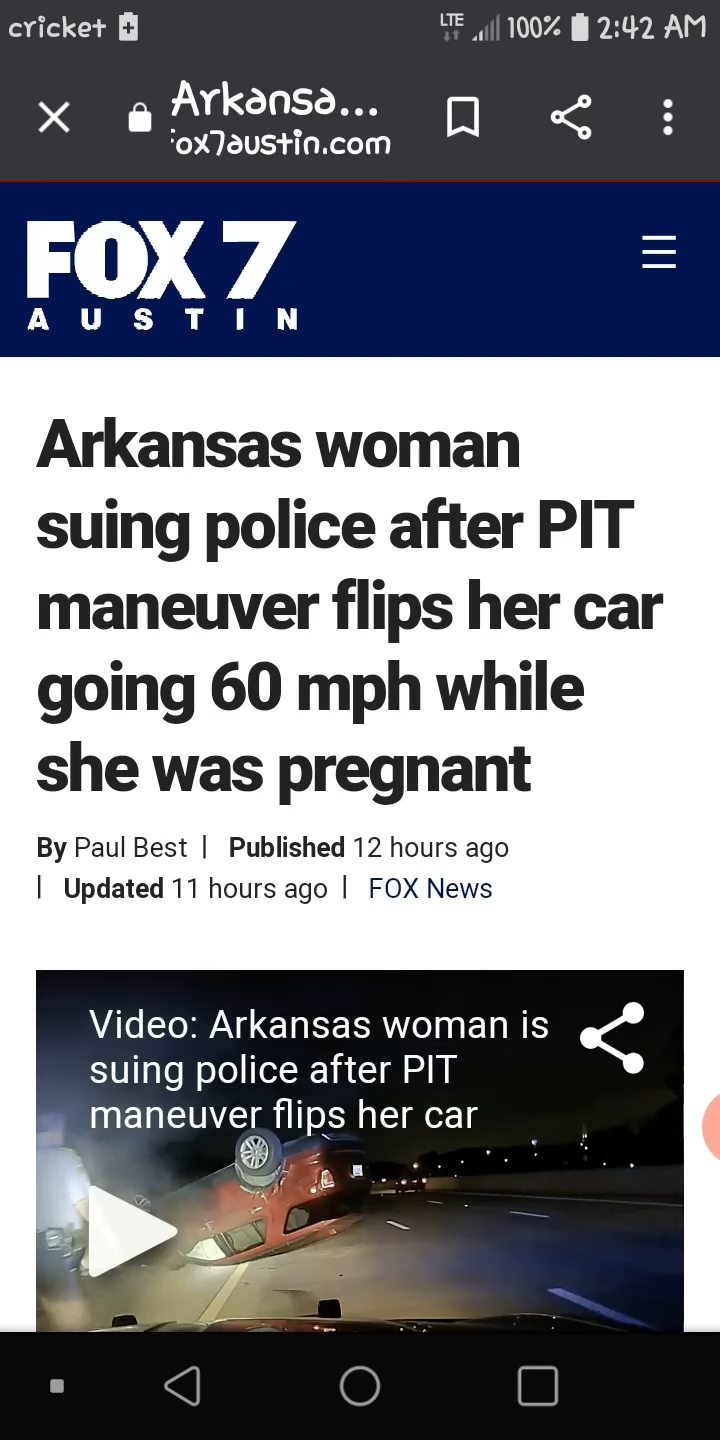 cricket LTE 100% 2:42 AM
Arkansa...
fox7austin.com
FOX 7
AUSTIN
Arkansas woman
suing police after PIT
maneuver flips her car
going 60 mph while
she was pregnant
By Paul Best | Published 12 hours ago
| Updated 11 hours ago | FOX News
Video: Arkansas woman is
suing police after PIT
maneuver flips her car